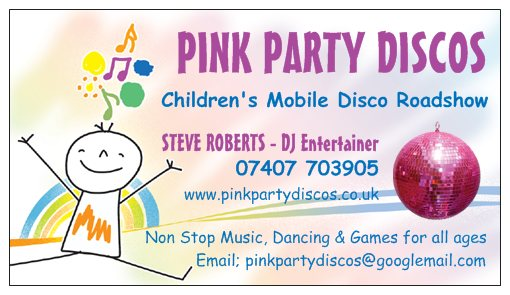 PINK PARTY DISCOS
Children's Mobile Disco Roadshow
STEVE ROBERTS - DJ Entertainer
07407 703905
www.pinkpartydiscos.co.uk
Non Stop Music, Dancing & Games for all ages
Email; pinkpartydiscos@googlemail.com